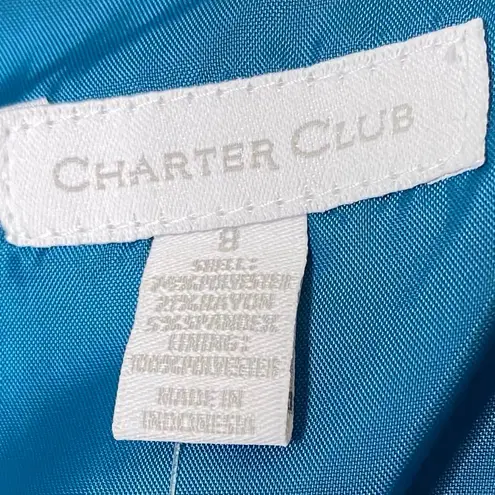 CHARTER CLUB
8
SHELL:
74%POLYESTER
21%RAYON
5%SPANDEX
LINING:
100%POLYESTER
MADE IN
INDONESIA